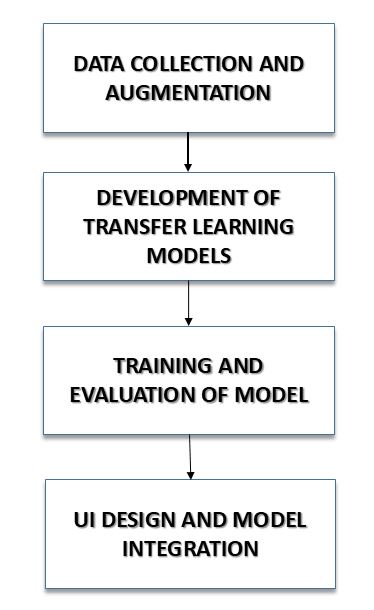 DATA COLLECTION AND
AUGMENTATION
DEVELOPMENT OF
TRANSFER LEARNING
MODELS
TRAINING AND
EVALUATION OF MODEL
UI DESIGN AND MODEL
INTEGRATION